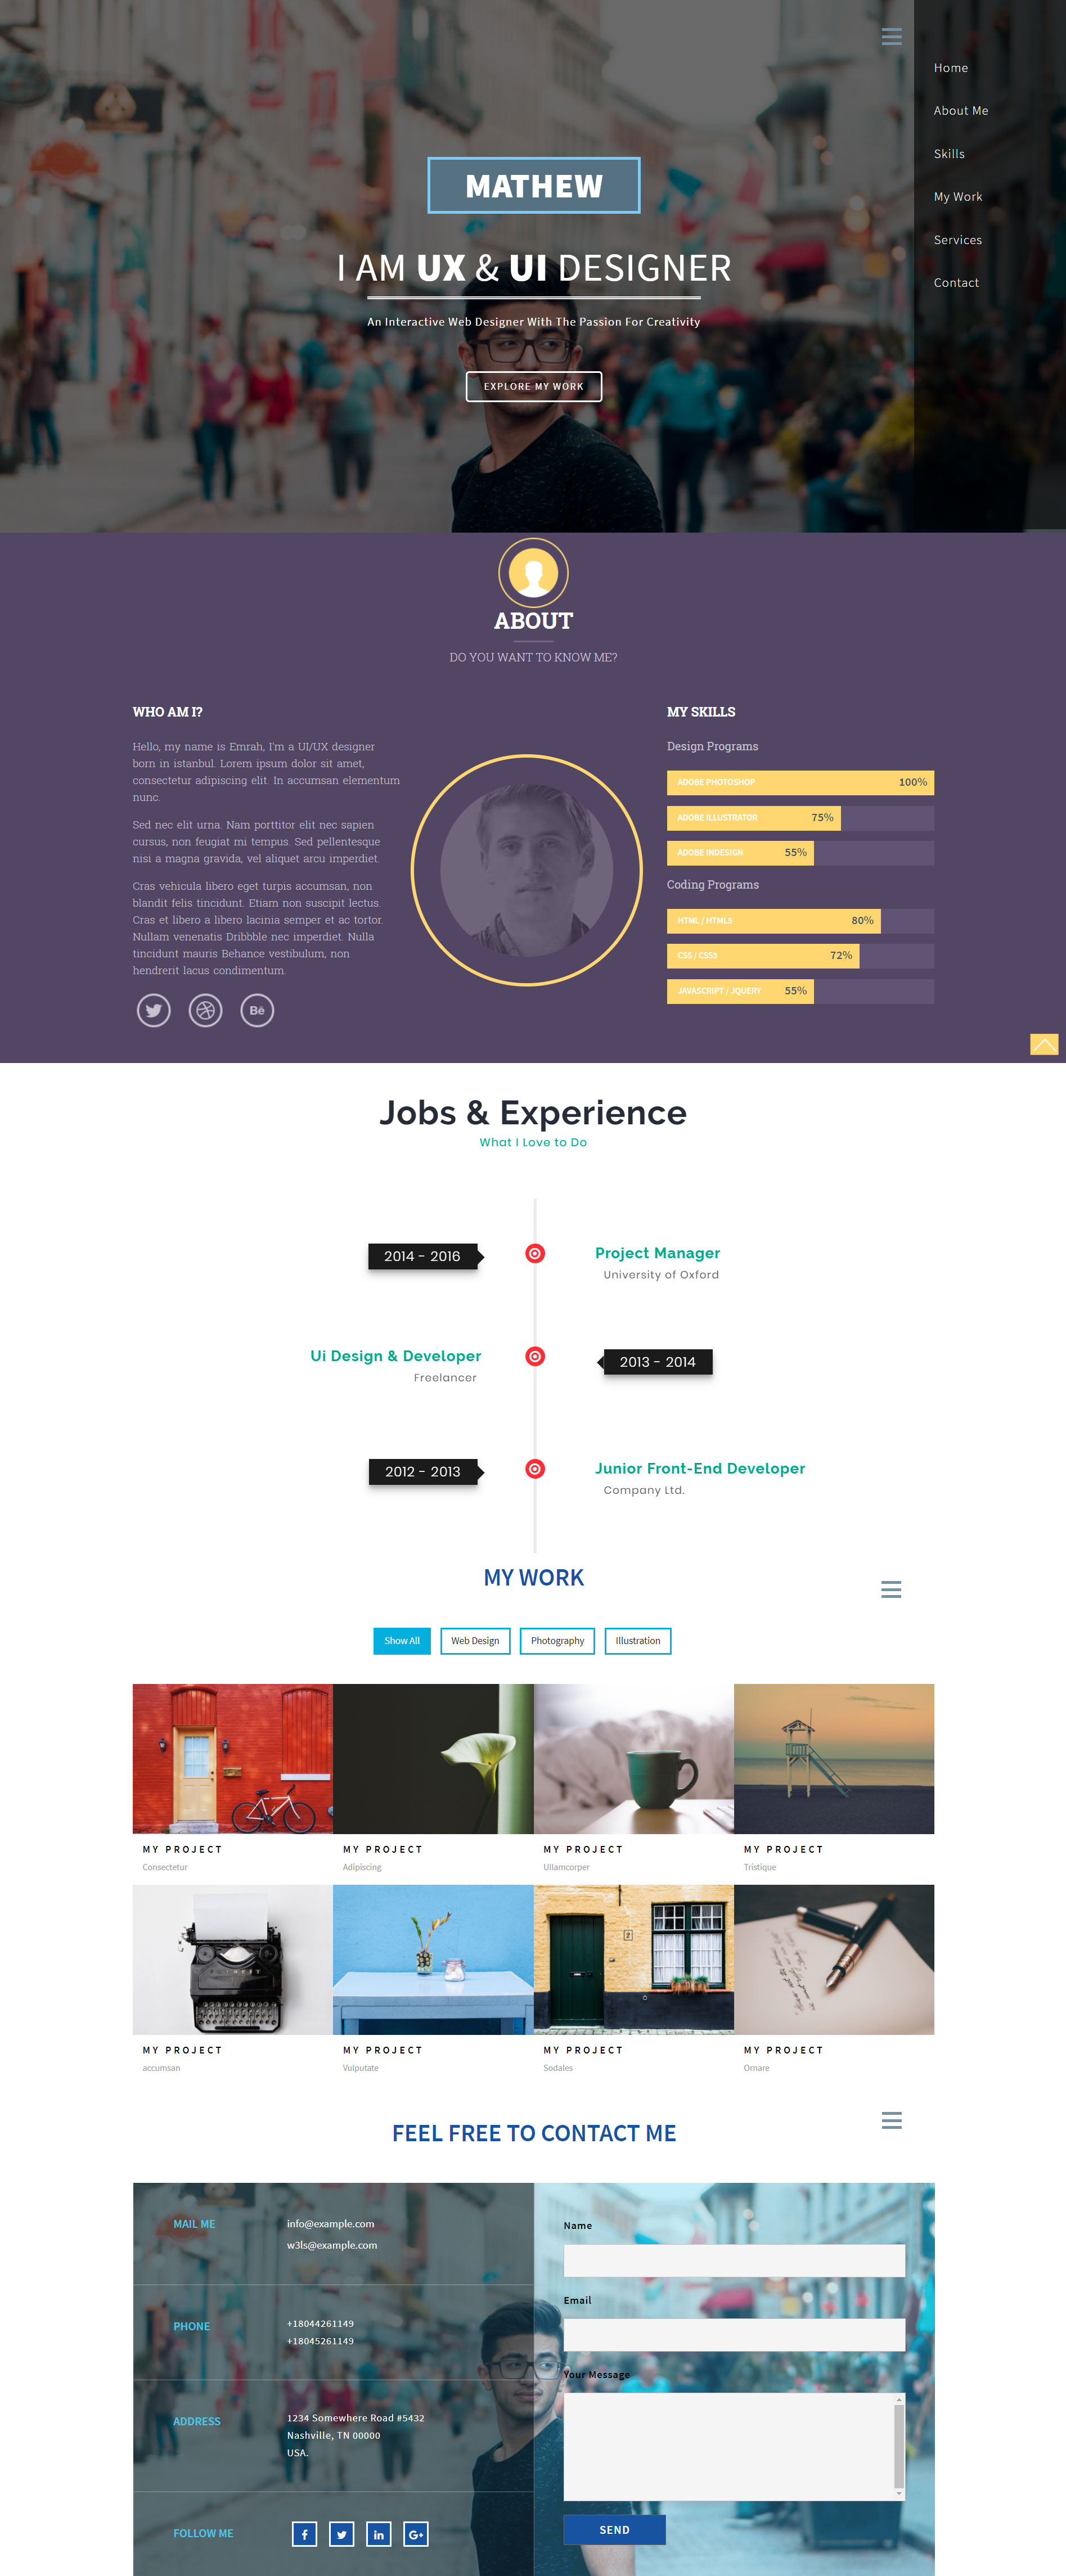 Home
About Me
Skills
My Work
Services
Contact
MATHEW
I AM UX & UI DESIGNER
An Interactive Web Designer With The Passion For Creativity
EXPLORE MY WORK
ABOUT
DO YOU WANT TO KNOW ME?
WHO AM I?
Hello, my name is Emrah, I'm a UI/UX designer
born in istanbul. Lorem ipsum dolor sit amet,
consectetur adipiscing elit. In accumsan elementum
nunc.
Sed nec elit urna. Nam porttitor elit nec sapien
cursus, non feugiat mi tempus. Sed pellentesque
nisi a magna gravida, vel aliquet arcu imperdiet.
Cras vehicula libero eget turpis accumsan, non
blandit felis tincidunt. Etiam non suscipit lectus.
Cras et libero a libero lacinia semper et ac tortor.
Nullam venenatis Dribbble nec imperdiet. Nulla
tincidunt mauris Behance vestibulum, non
hendrerit lacus condimentum.
Bē
MY SKILLS
Design Programs
ADOBE PHOTOSHOP 100%
ADOBE ILLUSTRATOR 75%
ADOBE INDESIGN 55%
Coding Programs
HTML / HTML5 80%
CSS / CSS3 72%
JAVASCRIPT / JQUERY 55%
Jobs & Experience
What I Love to Do
2014 - 2016
Project Manager
University of Oxford
Ui Design & Developer
Freelancer
2013 - 2014
2012 - 2013
Junior Front-End Developer
Company Ltd.
MY WORK
Show All
Web Design
Photography
Illustration
MY PROJECT
Consectetur
MY PROJECT
Adipiscing
MY PROJECT
Ullamcorper
MY PROJECT
Tristique
MY PROJECT
accumsan
MY PROJECT
Vulputate
MY PROJECT
Sodales
MY PROJECT
Ornare
FEEL FREE TO CONTACT ME
MAIL ME
info@example.com
w3ls@example.com
PHONE
+18044261149
+18045261149
ADDRESS
1234 Somewhere Road #5432
Nashville, TN 00000
USA.
FOLLOW ME
f
in
G+
Name
Email
Your Message
SEND